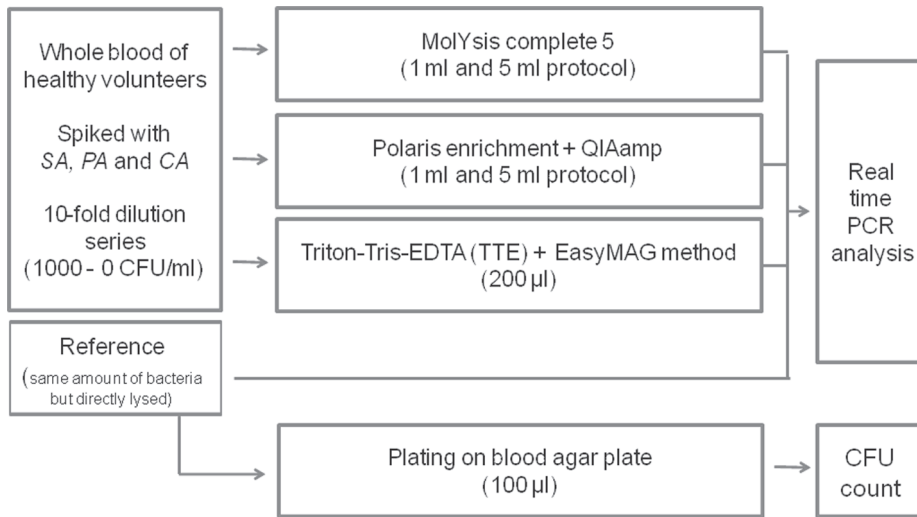 Whole blood of
healthy volunteers
Spiked with
SA, PA and CA
10-fold dilution
series
(1000 - 0 CFU/ml)
MolYsis complete 5
(1 ml and 5 ml protocol)
Polaris enrichment + QIAamp
(1 ml and 5 ml protocol)
Triton-Tris-EDTA (TTE) + EasyMAG method
(200 µl)
Real
time
PCR
analysis
Reference
(same amount of bacteria
but directly lysed)
Plating on blood agar plate
(100 µl)
CFU
count